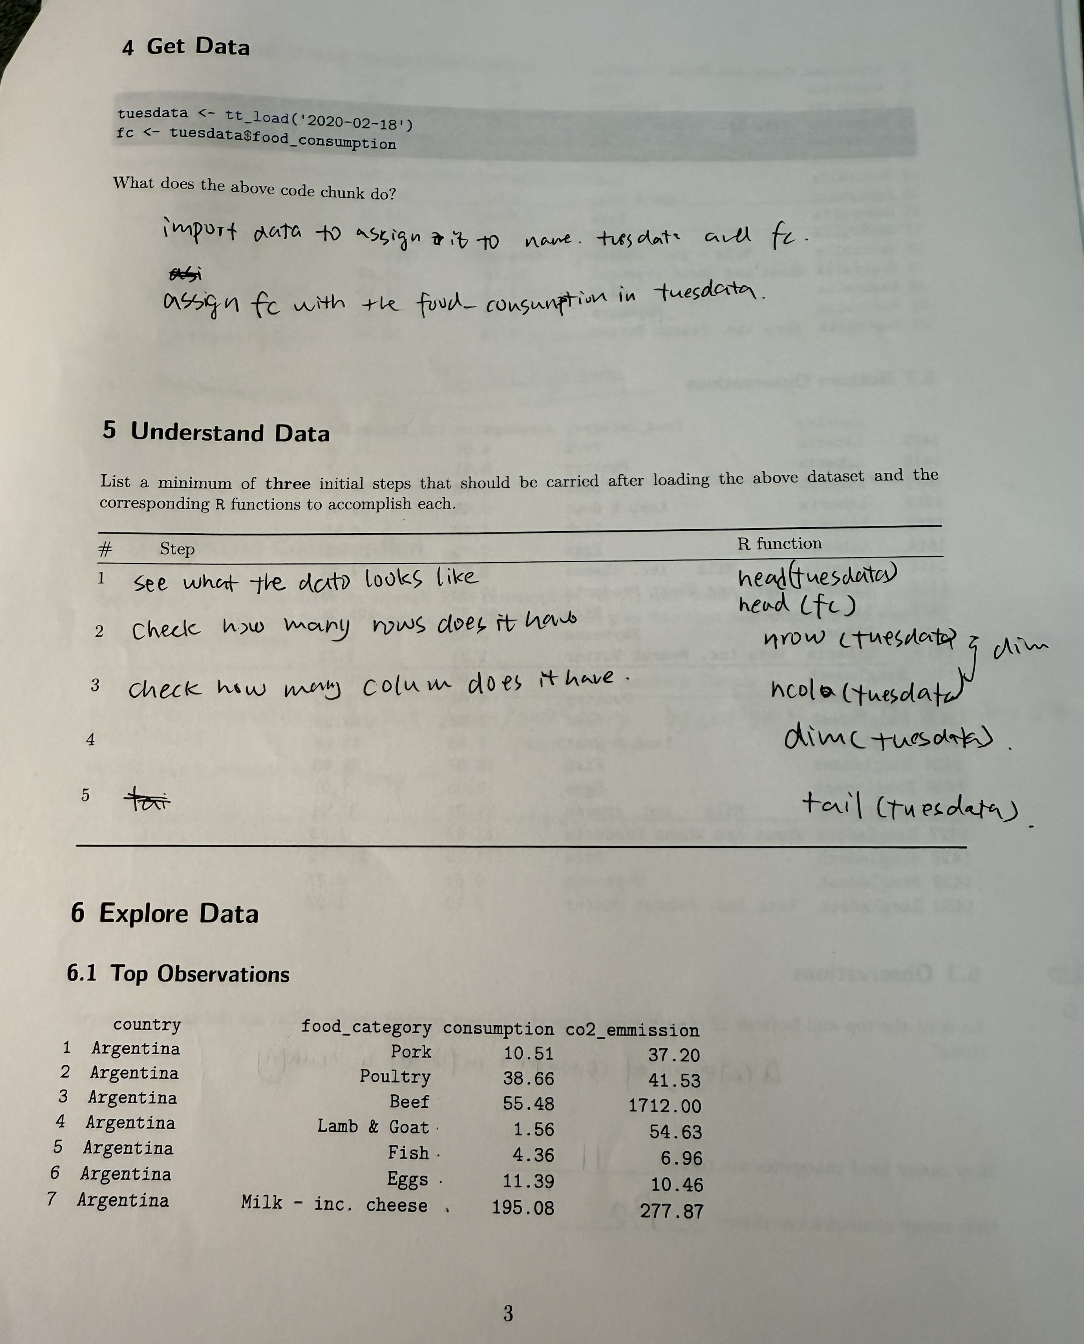 4 Get Data
tuesdata <- tt_load('2020-02-18')
fc <- tuesdata$food_consumption
What does the above code chunk do?
import data to assign it to name. tuesdata and fc.
assign fc with the food_consumption in tuesdata.
5 Understand Data
List a minimum of three initial steps that should be carried after loading the above dataset and the
corresponding R functions to accomplish each.
# Step R function
1 see what the data looks like head(tuesdata)
head (fc)
2 Check how many rows does it have nrow (tuesdata) } dim
3 check how many colum does it have. ncol (tuesdata)
4 dim(tuesdata).
5 tai tail (tuesdata).
6 Explore Data
6.1 Top Observations
country food_category consumption co2_emmission
1 Argentina Pork 10.51 37.20
2 Argentina Poultry 38.66 41.53
3 Argentina Beef 55.48 1712.00
4 Argentina Lamb & Goat 1.56 54.63
5 Argentina Fish 4.36 6.96
6 Argentina Eggs 11.39 10.46
7 Argentina Milk - inc. cheese 195.08 277.87
3